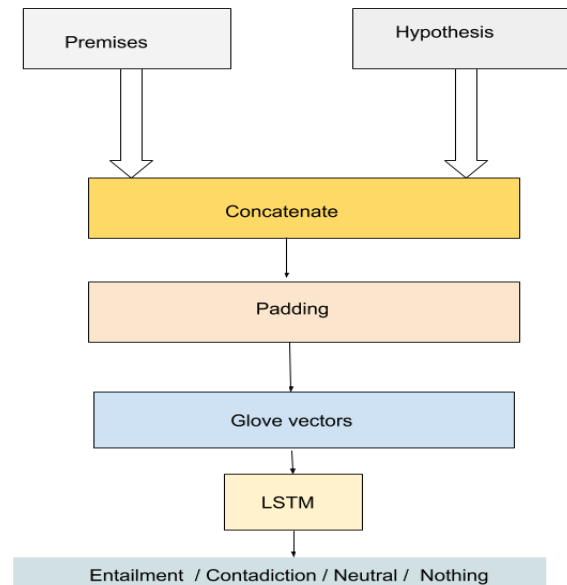 Premises
Hypothesis
Concatenate
Padding
Glove vectors
LSTM
Entailment / Contadiction / Neutral / Nothing